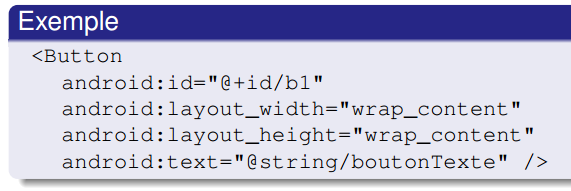 Exemple
<Button
android:id="@+id/b1"
android:layout_width="wrap_content"
android:layout_height="wrap_content"
android:text="@string/boutonTexte" />